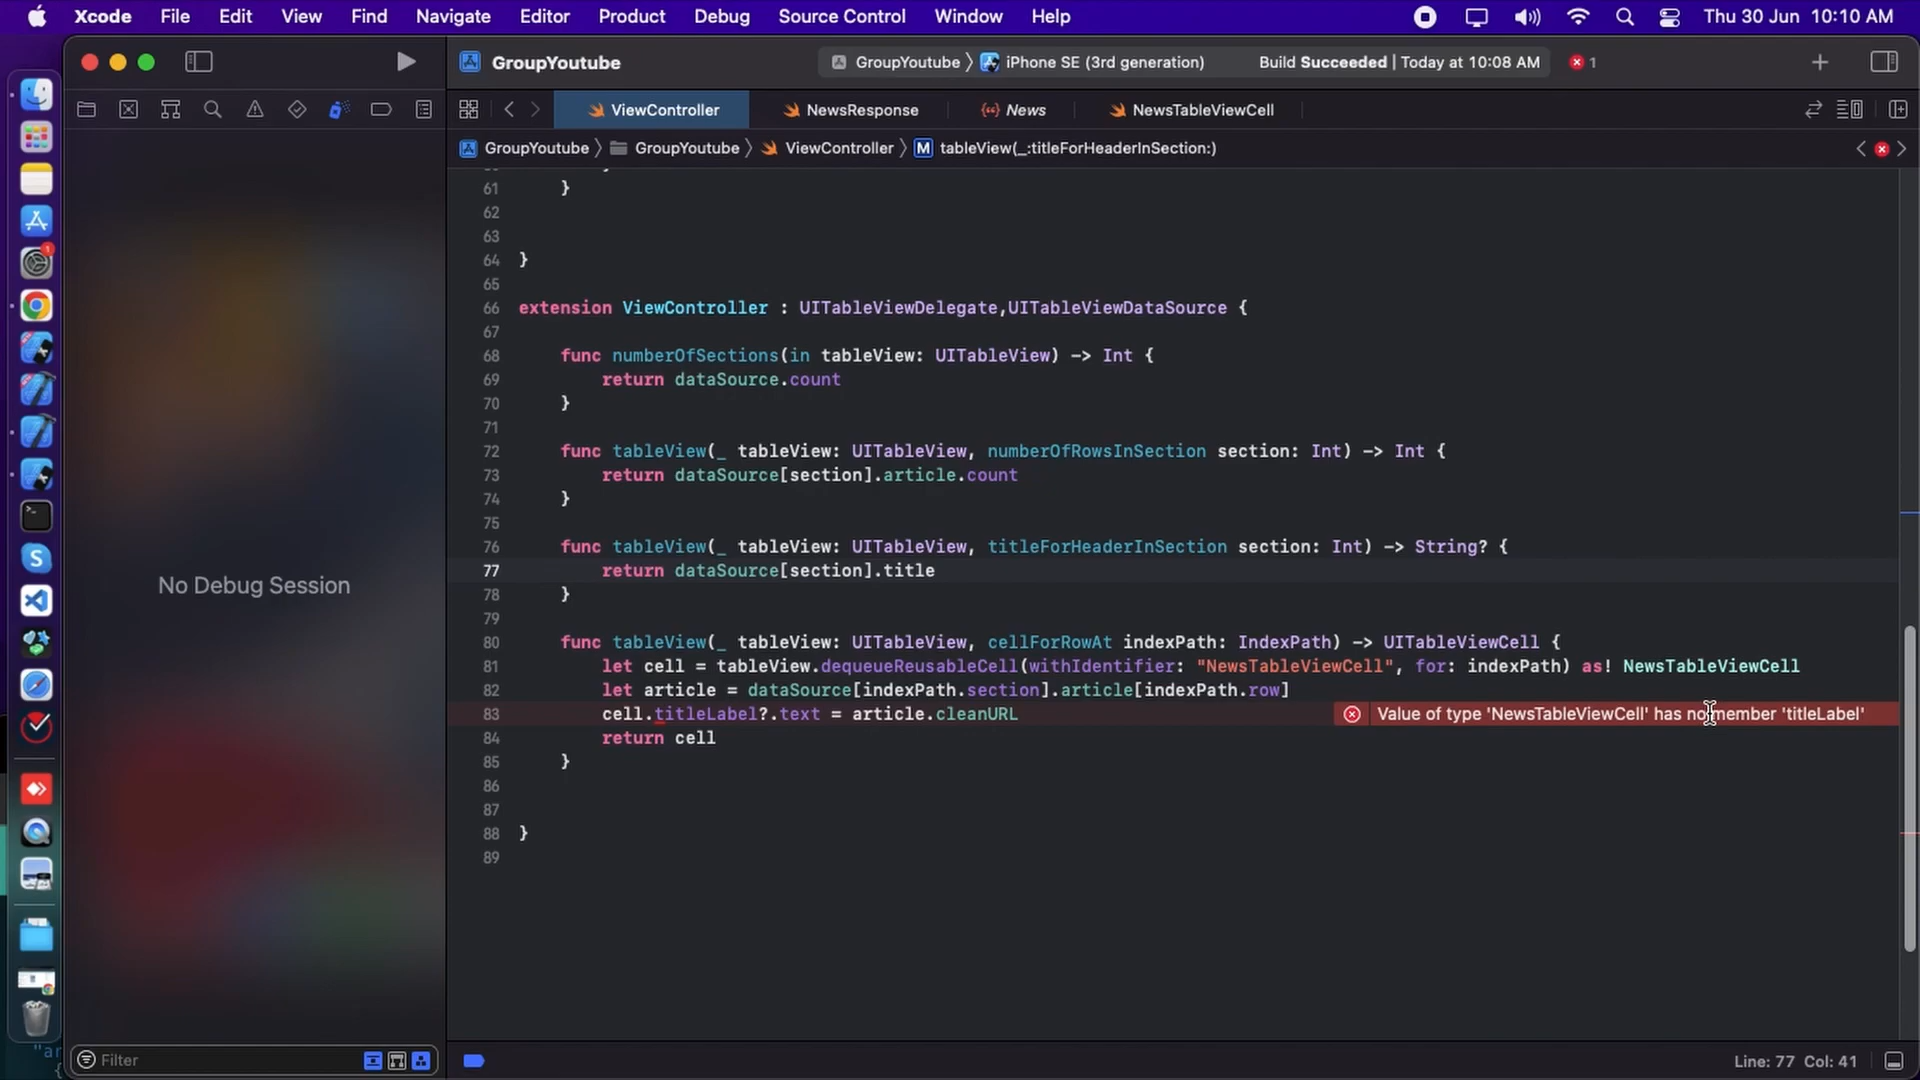 Xcode File Edit View Find Navigate Editor Product Debug Source Control Window Help Thu 30 Jun 10:10 AM
GroupYoutube GroupYoutube iPhone SE (3rd generation) Build Succeeded | Today at 10:08 AM 1
ViewController NewsResponse News NewsTableViewCell
GroupYoutube GroupYoutube ViewController M tableView(_:titleForHeaderInSection:)
61 }
62
63
64 }
65
66 extension ViewController : UITableViewDelegate,UITableViewDataSource {
67
68 func numberOfSections(in tableView: UITableView) -> Int {
69 return dataSource.count
70 }
71
72 func tableView(_ tableView: UITableView, numberOfRowsInSection section: Int) -> Int {
73 return dataSource[section].article.count
74 }
75
76 func tableView(_ tableView: UITableView, titleForHeaderInSection section: Int) -> String? {
77 return dataSource[section].title
78 }
79
80 func tableView(_ tableView: UITableView, cellForRowAt indexPath: IndexPath) -> UITableViewCell {
81 let cell = tableView.dequeueReusableCell(withIdentifier: "NewsTableViewCell", for: indexPath) as! NewsTableViewCell
82 let article = dataSource[indexPath.section].article[indexPath.row]
83 cell.titleLabel?.text = article.cleanURL Value of type 'NewsTableViewCell' has no member 'titleLabel'
84 return cell
85 }
86
87
88 }
89
No Debug Session
"ar
{
Filter
Line: 77 Col: 41